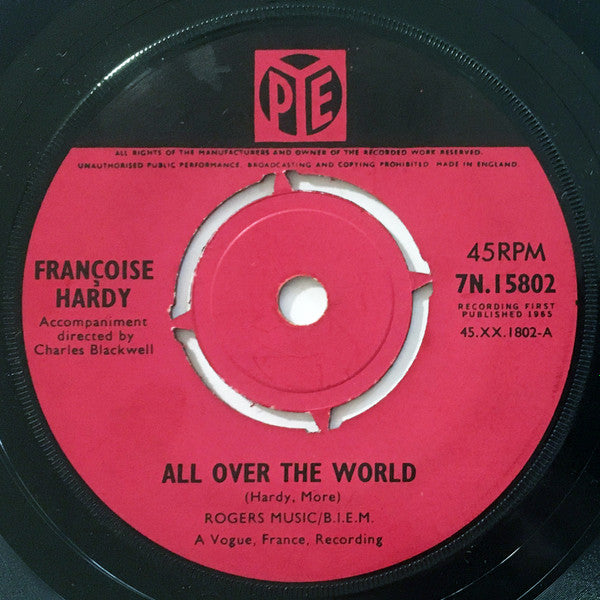 PYE
ALL RIGHTS OF THE MANUFACTURERS AND OWNER OF THE RECORDED WORK RESERVED.
UNAUTHORISED PUBLIC PERFORMANCE, BROADCASTING AND COPYING PROHIBITED. MADE IN ENGLAND.
FRANÇOISE
HARDY
Accompaniment
directed by
Charles Blackwell
45RPM
7N.15802
RECORDING FIRST
PUBLISHED 1965
45.XX.1802-A
ALL OVER THE WORLD
(Hardy, More)
ROGERS MUSIC/B.I.E.M.
A Vogue, France, Recording